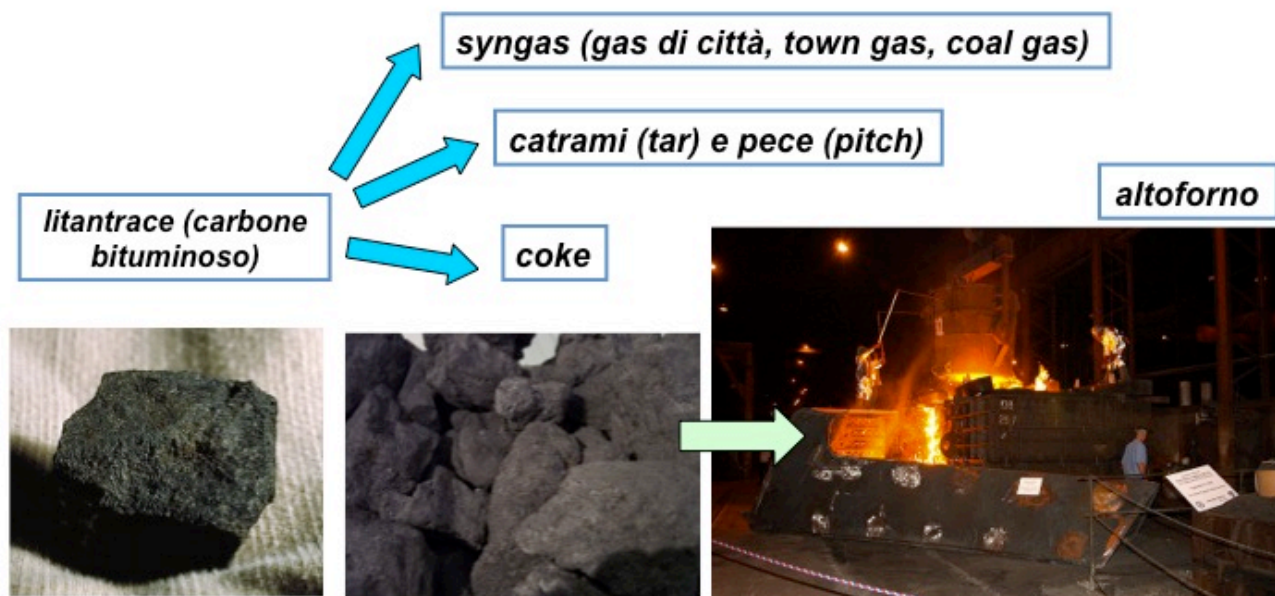 syngas (gas di città, town gas, coal gas)
catrami (tar) e pece (pitch)
altoforno
litantrace (carbone
bituminoso)
coke